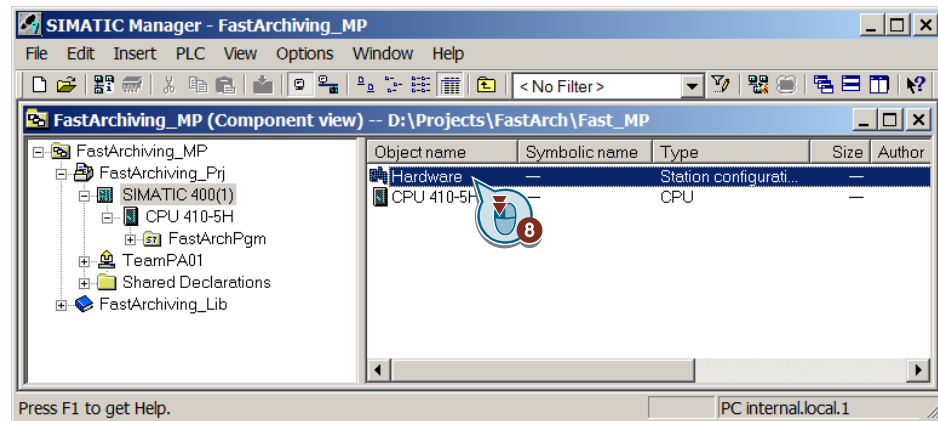 SIMATIC Manager - FastArchiving_MP
File Edit Insert PLC View Options Window Help
< No Filter >
FastArchiving_MP (Component view) -- D:\Projects\FastArch\Fast_MP
FastArchiving_MP
FastArchiving_Prj
SIMATIC 400(1)
CPU 410-5H
S7 FastArchPgm
TeamPA01
Shared Declarations
FastArchiving_Lib
Object name Symbolic name Type Size Author
Hardware — Station configurati... —
CPU 410-5H — CPU —
8
Press F1 to get Help. PC internal.local.1